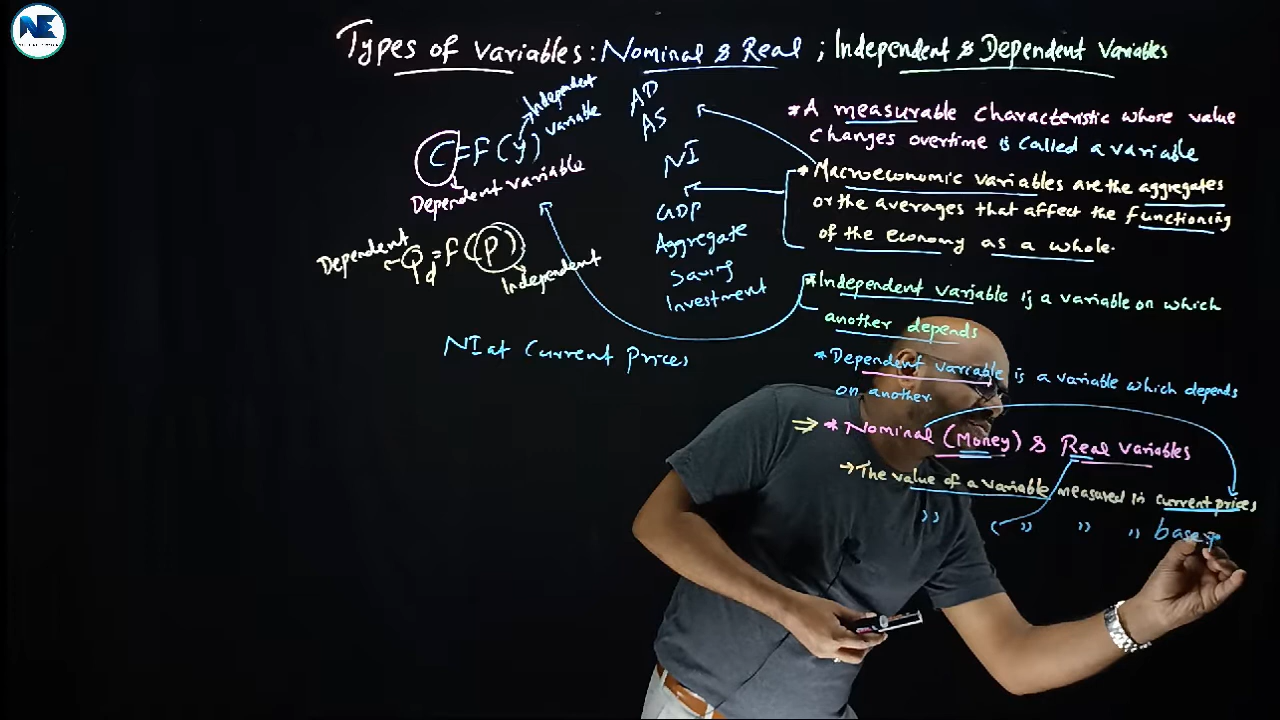 NE
Types of variables: Nominal & Real ; Independent & Dependent Variables
Independent variable
C = F (Y)
Dependent variable
Dependent
Qd = f (P)
Independent
NI at Current Prices
AD
AS
NI
GDP
Aggregate
Saving
Investment
* A measurable characteristic whose value
changes overtime is called a variable
* Macroeconomic variables are the aggregates
or the averages that affect the functioning
of the economy as a whole.
* Independent variable is a variable on which
another depends
* Dependent variable is a variable which depends
on another.
⇒ * Nominal (Money) & Real variables
→ The value of a variable measured in current prices
" " " " base